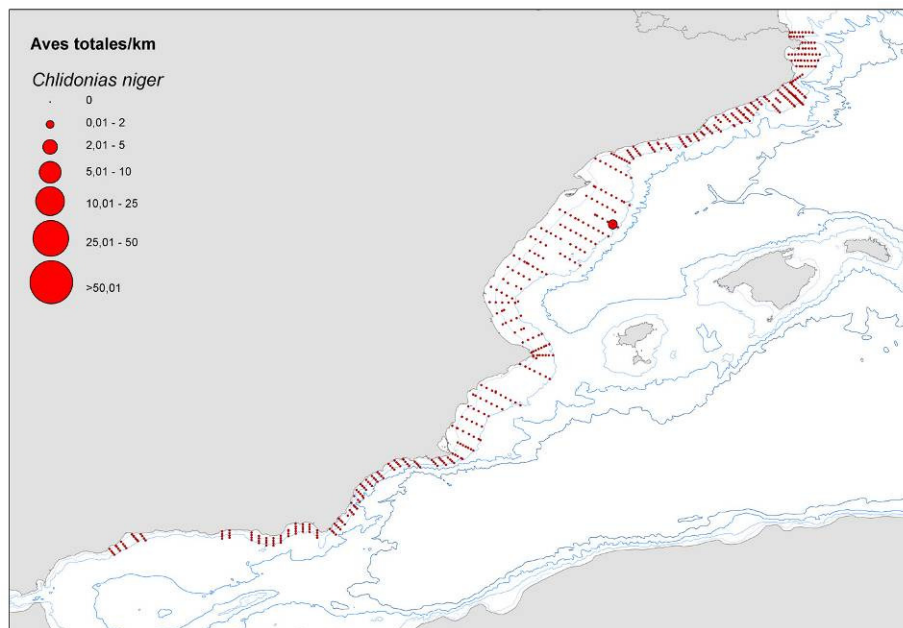 Aves totales/km
Chlidonias niger
0
0,01 - 2
2,01 - 5
5,01 - 10
10,01 - 25
25,01 - 50
>50,01